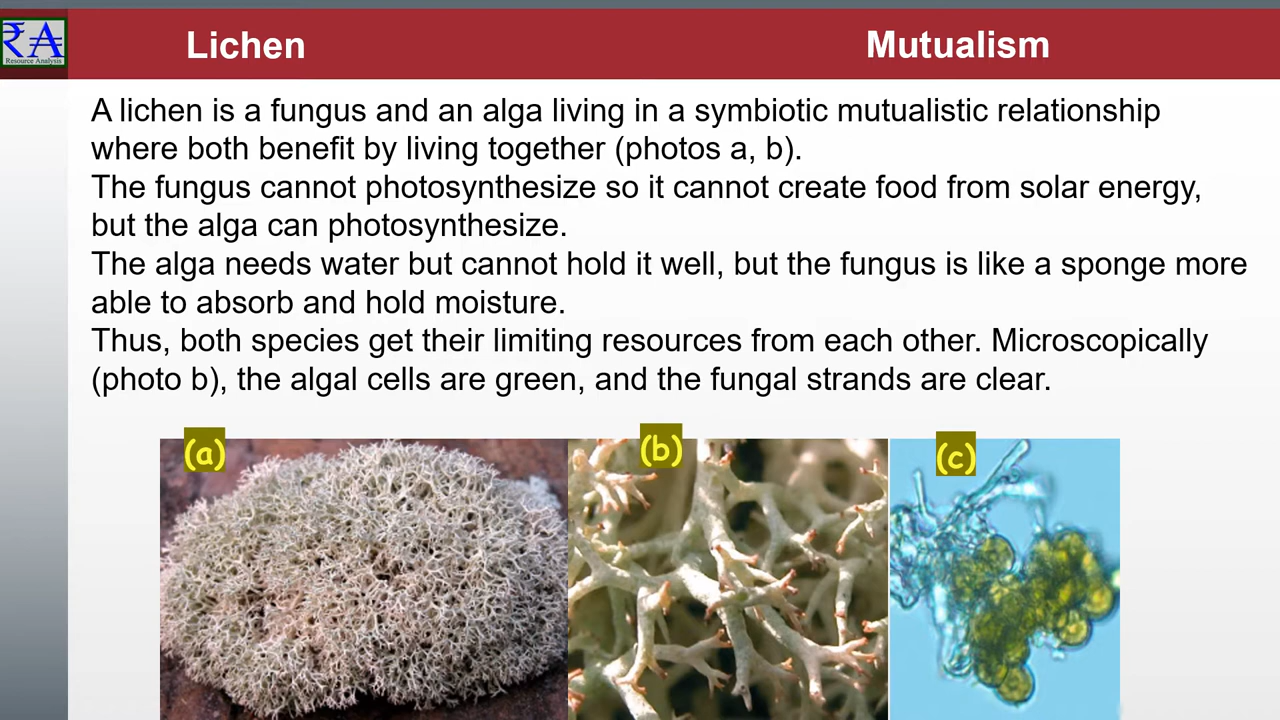 ₹A
Resource Analysis
Lichen
Mutualism
A lichen is a fungus and an alga living in a symbiotic mutualistic relationship
where both benefit by living together (photos a, b).
The fungus cannot photosynthesize so it cannot create food from solar energy,
but the alga can photosynthesize.
The alga needs water but cannot hold it well, but the fungus is like a sponge more
able to absorb and hold moisture.
Thus, both species get their limiting resources from each other. Microscopically
(photo b), the algal cells are green, and the fungal strands are clear.
(a)
(b)
(c)